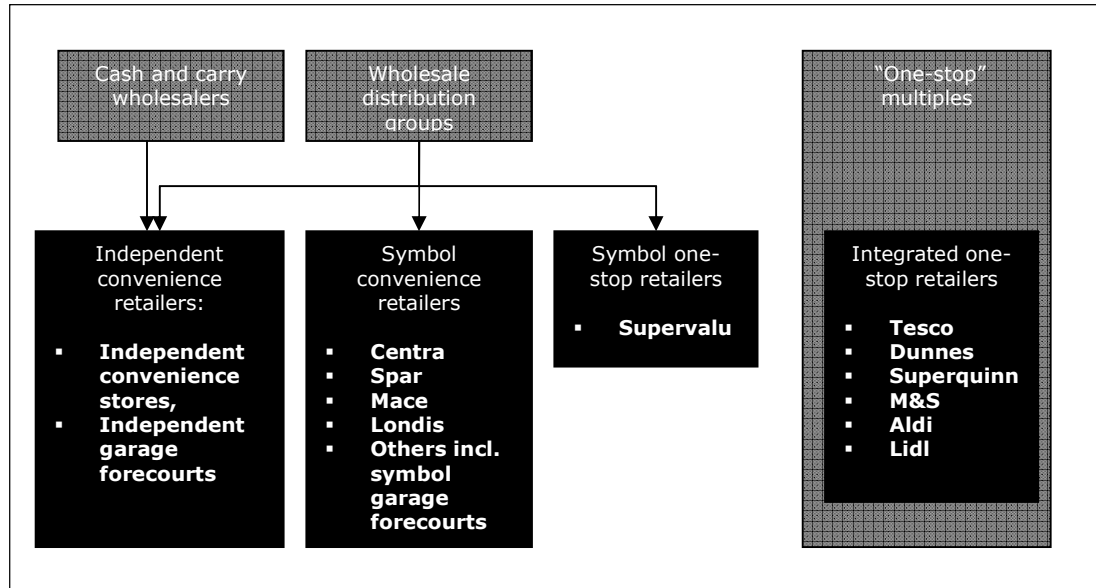 Cash and carry
wholesalers
Wholesale
distribution
groups
“One-stop”
multiples
Independent
convenience
retailers:
▪ Independent
convenience
stores,
▪ Independent
garage
forecourts
Symbol
convenience
retailers
▪ Centra
▪ Spar
▪ Mace
▪ Londis
▪ Others incl.
symbol
garage
forecourts
Symbol one-
stop retailers
▪ Supervalu
Integrated one-
stop retailers
▪ Tesco
▪ Dunnes
▪ Superquinn
▪ M&S
▪ Aldi
▪ Lidl